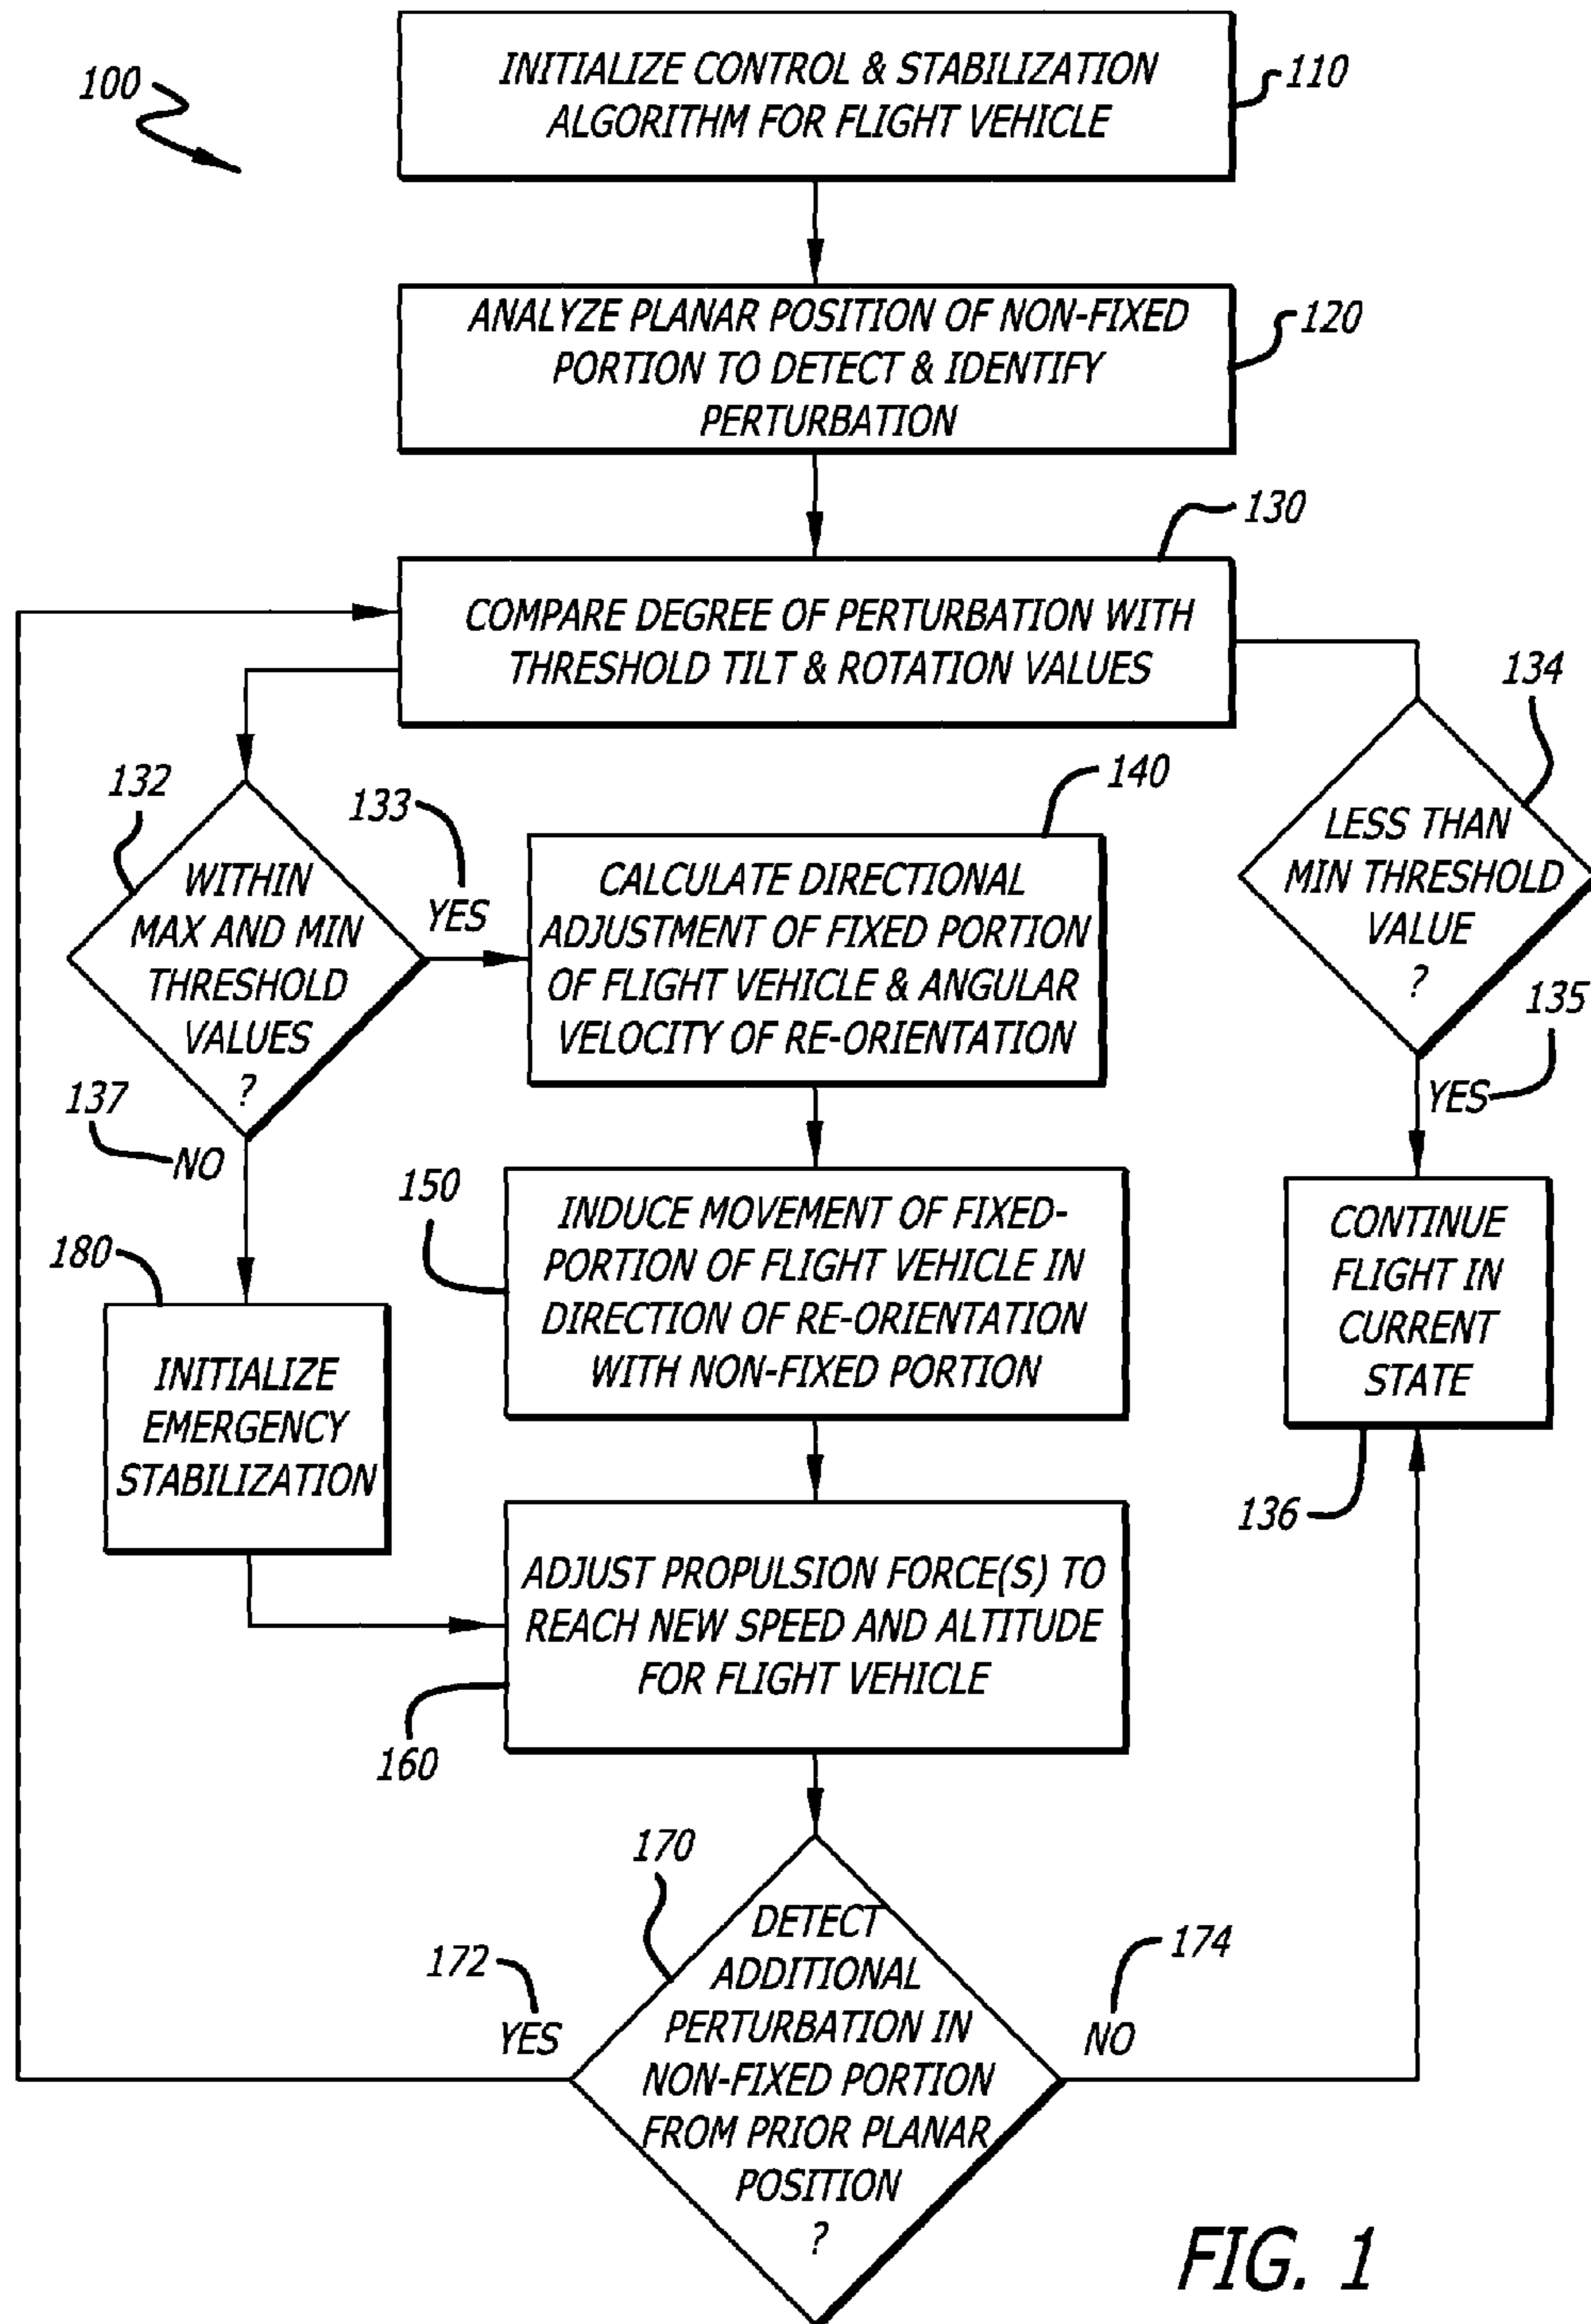 100
INITIALIZE CONTROL & STABILIZATION
ALGORITHM FOR FLIGHT VEHICLE
110
ANALYZE PLANAR POSITION OF NON-FIXED
PORTION TO DETECT & IDENTIFY
PERTURBATION
120
130
COMPARE DEGREE OF PERTURBATION WITH
THRESHOLD TILT & ROTATION VALUES
132
WITHIN
MAX AND MIN
THRESHOLD
VALUES
?
133
YES
137
NO
140
CALCULATE DIRECTIONAL
ADJUSTMENT OF FIXED PORTION
OF FLIGHT VEHICLE & ANGULAR
VELOCITY OF RE-ORIENTATION
134
LESS THAN
MIN THRESHOLD
VALUE
?
135
YES
150
INDUCE MOVEMENT OF FIXED-
PORTION OF FLIGHT VEHICLE IN
DIRECTION OF RE-ORIENTATION
WITH NON-FIXED PORTION
CONTINUE
FLIGHT IN
CURRENT
STATE
136
180
INITIALIZE
EMERGENCY
STABILIZATION
ADJUST PROPULSION FORCE(S) TO
REACH NEW SPEED AND ALTITUDE
FOR FLIGHT VEHICLE
160
170
DETECT
ADDITIONAL
PERTURBATION IN
NON-FIXED PORTION
FROM PRIOR PLANAR
POSITION
?
172
YES
174
NO
FIG. 1